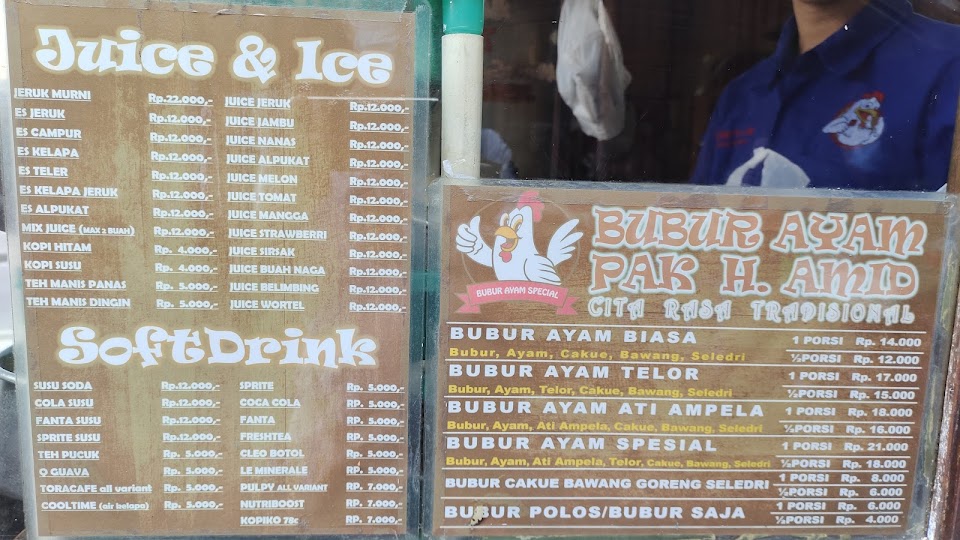 Juice & Ice
JERUK MURNI Rp.22.000,- JUICE JERUK Rp.12.000,-
ES JERUK Rp.12.000,- JUICE JAMBU Rp.12.000,-
ES CAMPUR Rp.12.000,- JUICE NANAS Rp.12.000,-
ES KELAPA Rp.12.000,- JUICE ALPUKAT Rp.12.000,-
ES TELER Rp.12.000,- JUICE MELON Rp.12.000,-
ES KELAPA JERUK Rp.12.000,- JUICE TOMAT Rp.12.000,-
ES ALPUKAT Rp.12.000,- JUICE MANGGA Rp.12.000,-
MIX JUICE (MAX 2 BUAH) Rp.12.000,- JUICE STRAWBERRI Rp.12.000,-
KOPI HITAM Rp. 4.000,- JUICE SIRSAK Rp.12.000,-
KOPI SUSU Rp. 4.000,- JUICE BUAH NAGA Rp.12.000,-
TEH MANIS PANAS Rp. 5.000,- JUICE BELIMBING Rp.12.000,-
TEH MANIS DINGIN Rp. 5.000,- JUICE WORTEL Rp.12.000,-
SoftDrink
SUSU SODA Rp.12.000,- SPRITE RP. 5.000,-
COLA SUSU Rp.12.000,- COCA COLA RP. 5.000,-
FANTA SUSU Rp.12.000,- FANTA RP. 5.000,-
SPRITE SUSU Rp.12.000,- FRESHTEA RP. 5.000,-
TEH PUCUK Rp. 5.000,- CLEO BOTOL RP. 5.000,-
O GUAVA Rp. 5.000,- LE MINERALE RP. 5.000,-
TORACAFE all variant Rp. 5.000,- PULPY ALL VARIANT RP. 7.000,-
COOLTIME (air kelapa) Rp. 5.000,- NUTRIBOOST RP. 7.000,-
KOPIKO 78c RP. 7.000,-
BUBUR AYAM SPECIAL
BUBUR AYAM
PAK H. AMID
CITA RASA TRADISIONAL
BUBUR AYAM BIASA 1 PORSI Rp. 14.000
Bubur, Ayam, Cakue, Bawang, Seledri ½PORSI Rp. 12.000
BUBUR AYAM TELOR 1 PORSI Rp. 17.000
Bubur, Ayam, Telor, Cakue, Bawang, Seledri ½PORSI Rp. 15.000
BUBUR AYAM ATI AMPELA 1 PORSI Rp. 18.000
Bubur, Ayam, Ati Ampela, Cakue, Bawang, Seledri ½PORSI Rp. 16.000
BUBUR AYAM SPESIAL 1 PORSI Rp. 21.000
Bubur, Ayam, Ati Ampela, Telor, Cakue, Bawang, Seledri ½PORSI Rp. 18.000
BUBUR CAKUE BAWANG GORENG SELEDRI 1 PORSI Rp. 8.000
½PORSI Rp. 6.000
BUBUR POLOS/BUBUR SAJA 1 PORSI Rp. 6.000
½PORSI Rp. 4.000